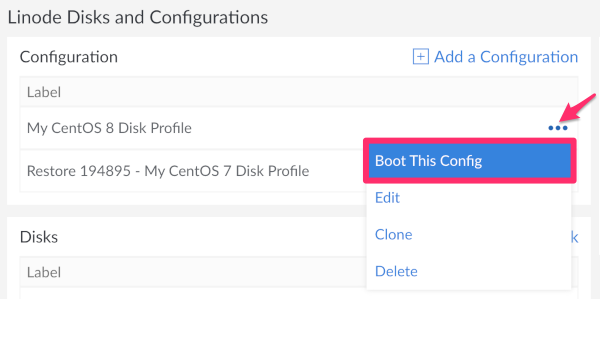 Linode Disks and Configurations
Configuration
+ Add a Configuration
Label
My CentOS 8 Disk Profile
Boot This Config
Restore 194895 - My CentOS 7 Disk Profile
Edit
Clone
Disks
Delete
Label